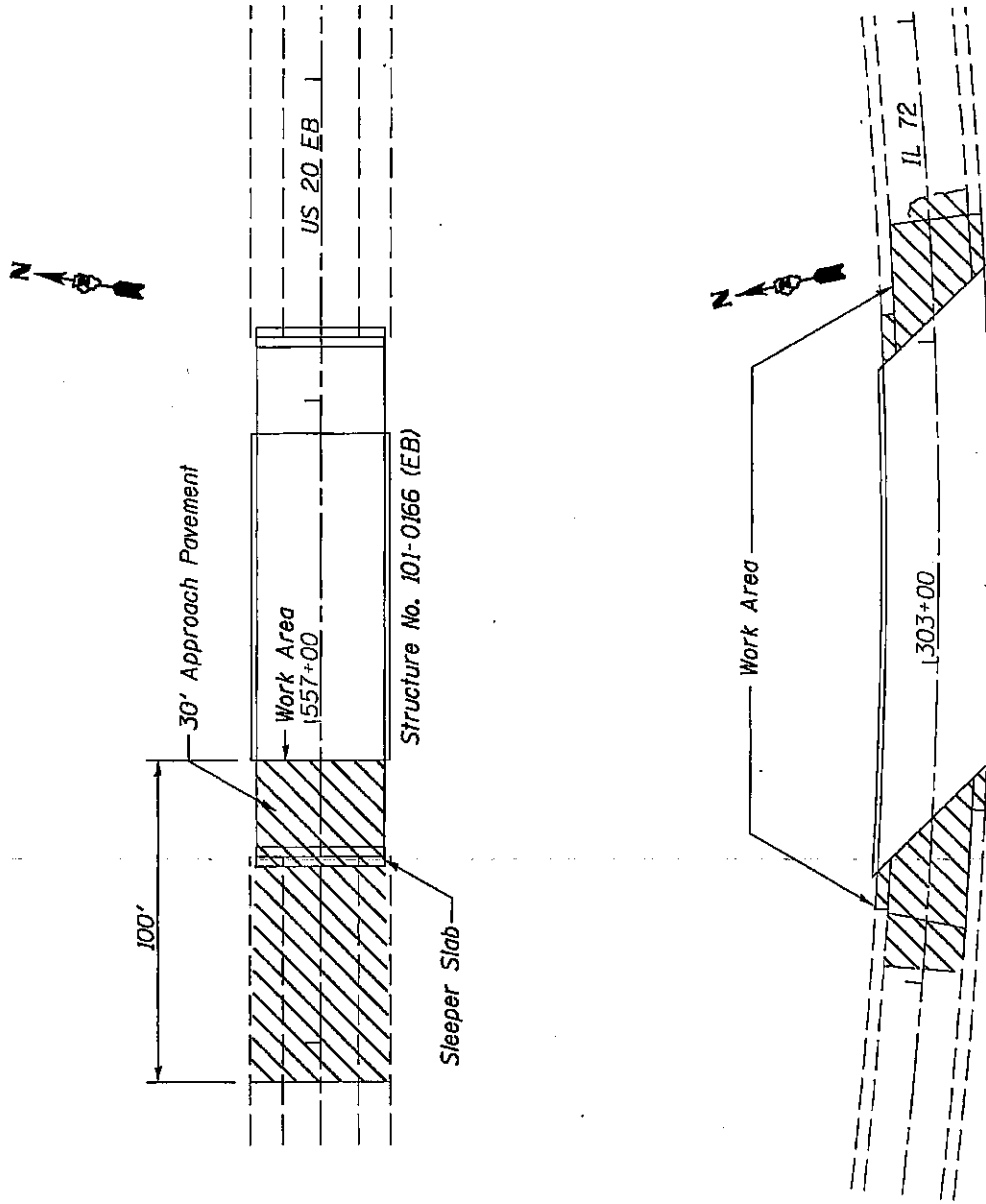 N
US 20 EB
30' Approach Pavement
Work Area
557+00
Structure No. 101-0166 (EB)
100'
Sleeper Slab
N
IL 72
Work Area
303+00